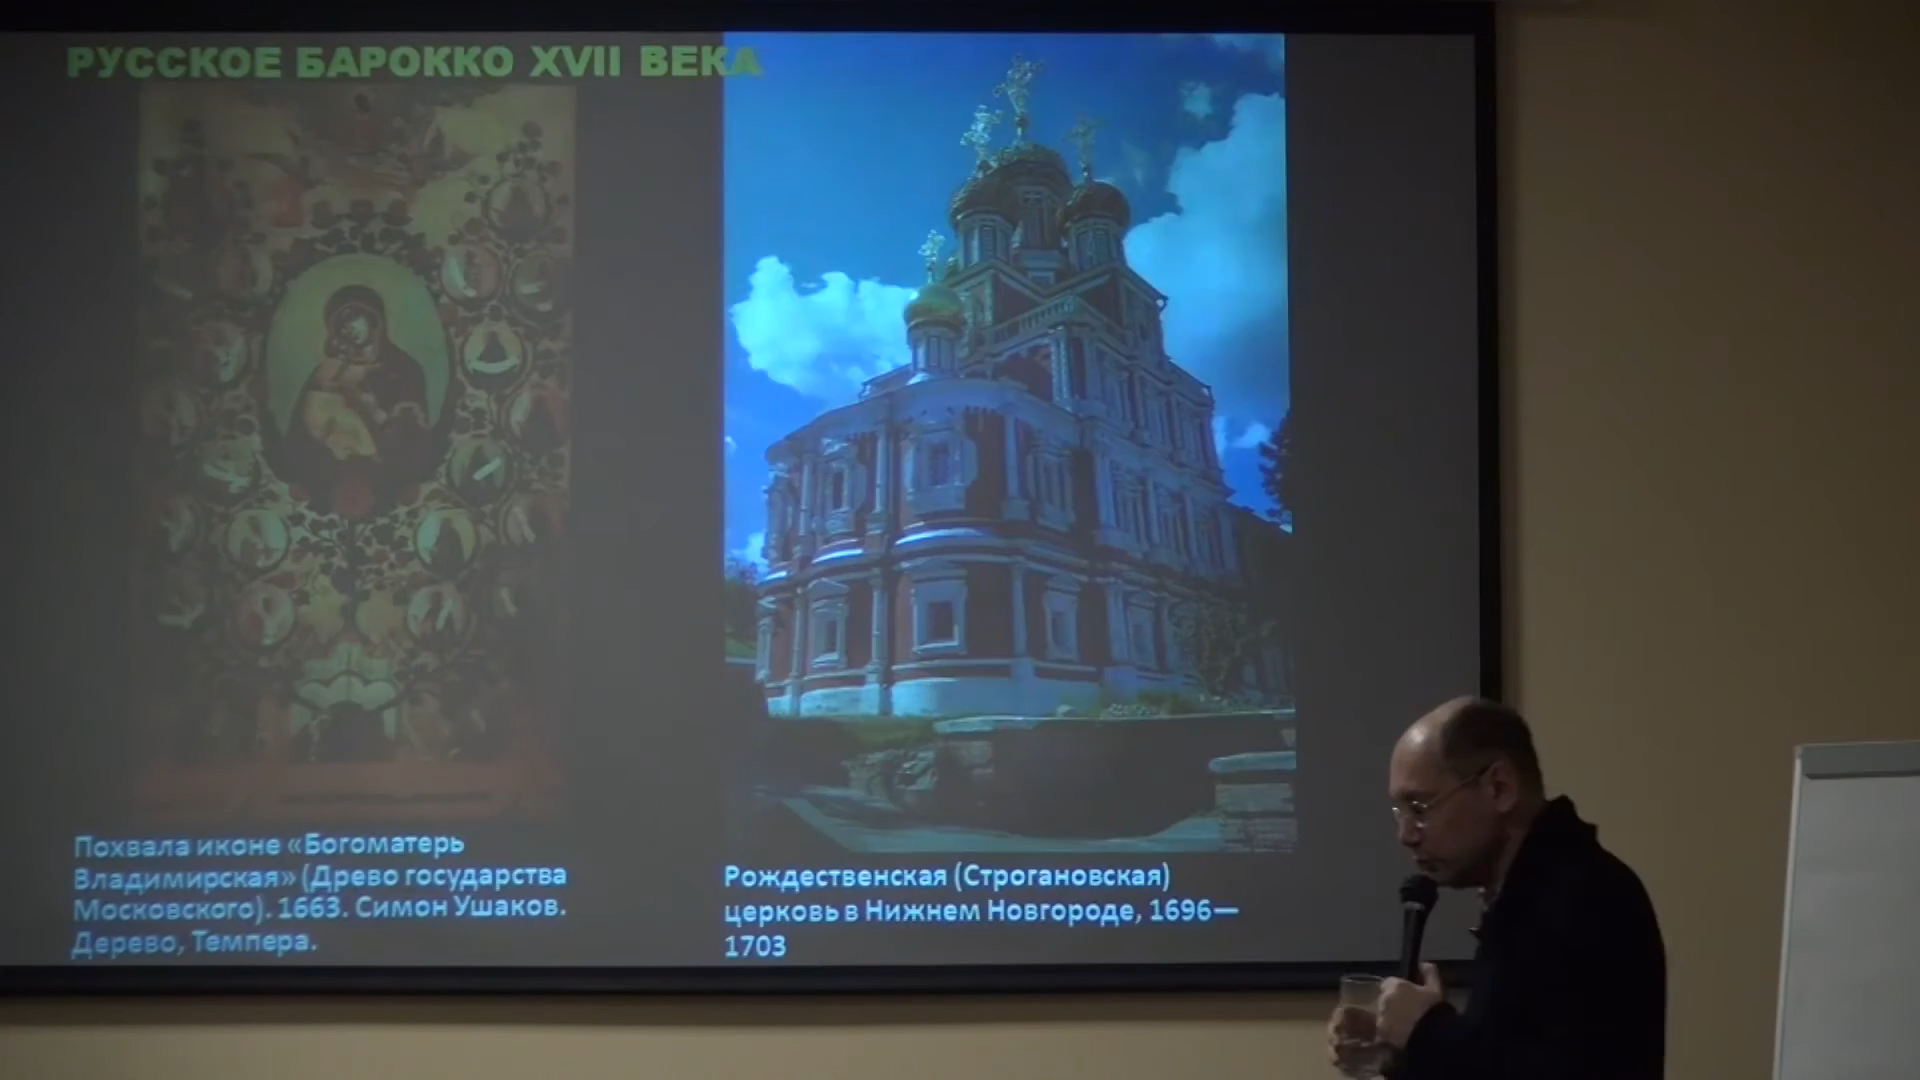 РУССКОЕ БАРОККО XVII ВЕКА
Похвала иконе «Богоматерь
Владимирская» (Древо государства
Московского). 1663. Симон Ушаков.
Дерево, Темпера.
Рождественская (Строгановская)
церковь в Нижнем Новгороде, 1696—
1703